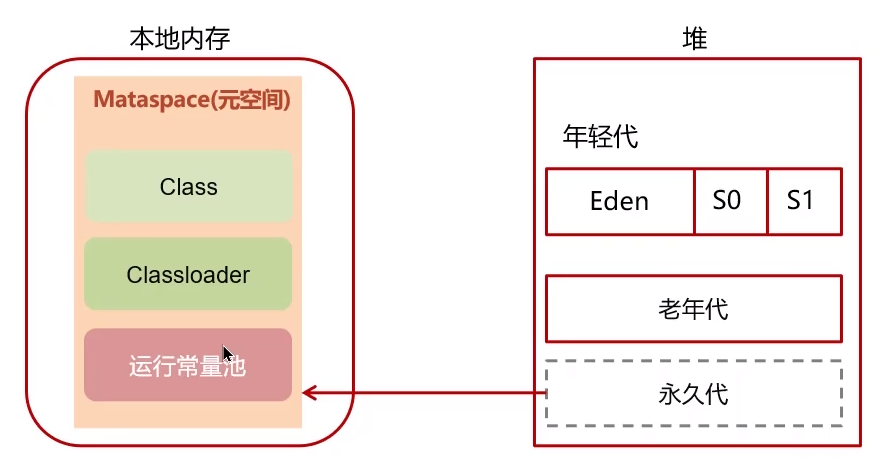 本地内存
Mataspace(元空间)
Class
Classloader
运行常量池
堆
年轻代
Eden
S0
S1
老年代
永久代